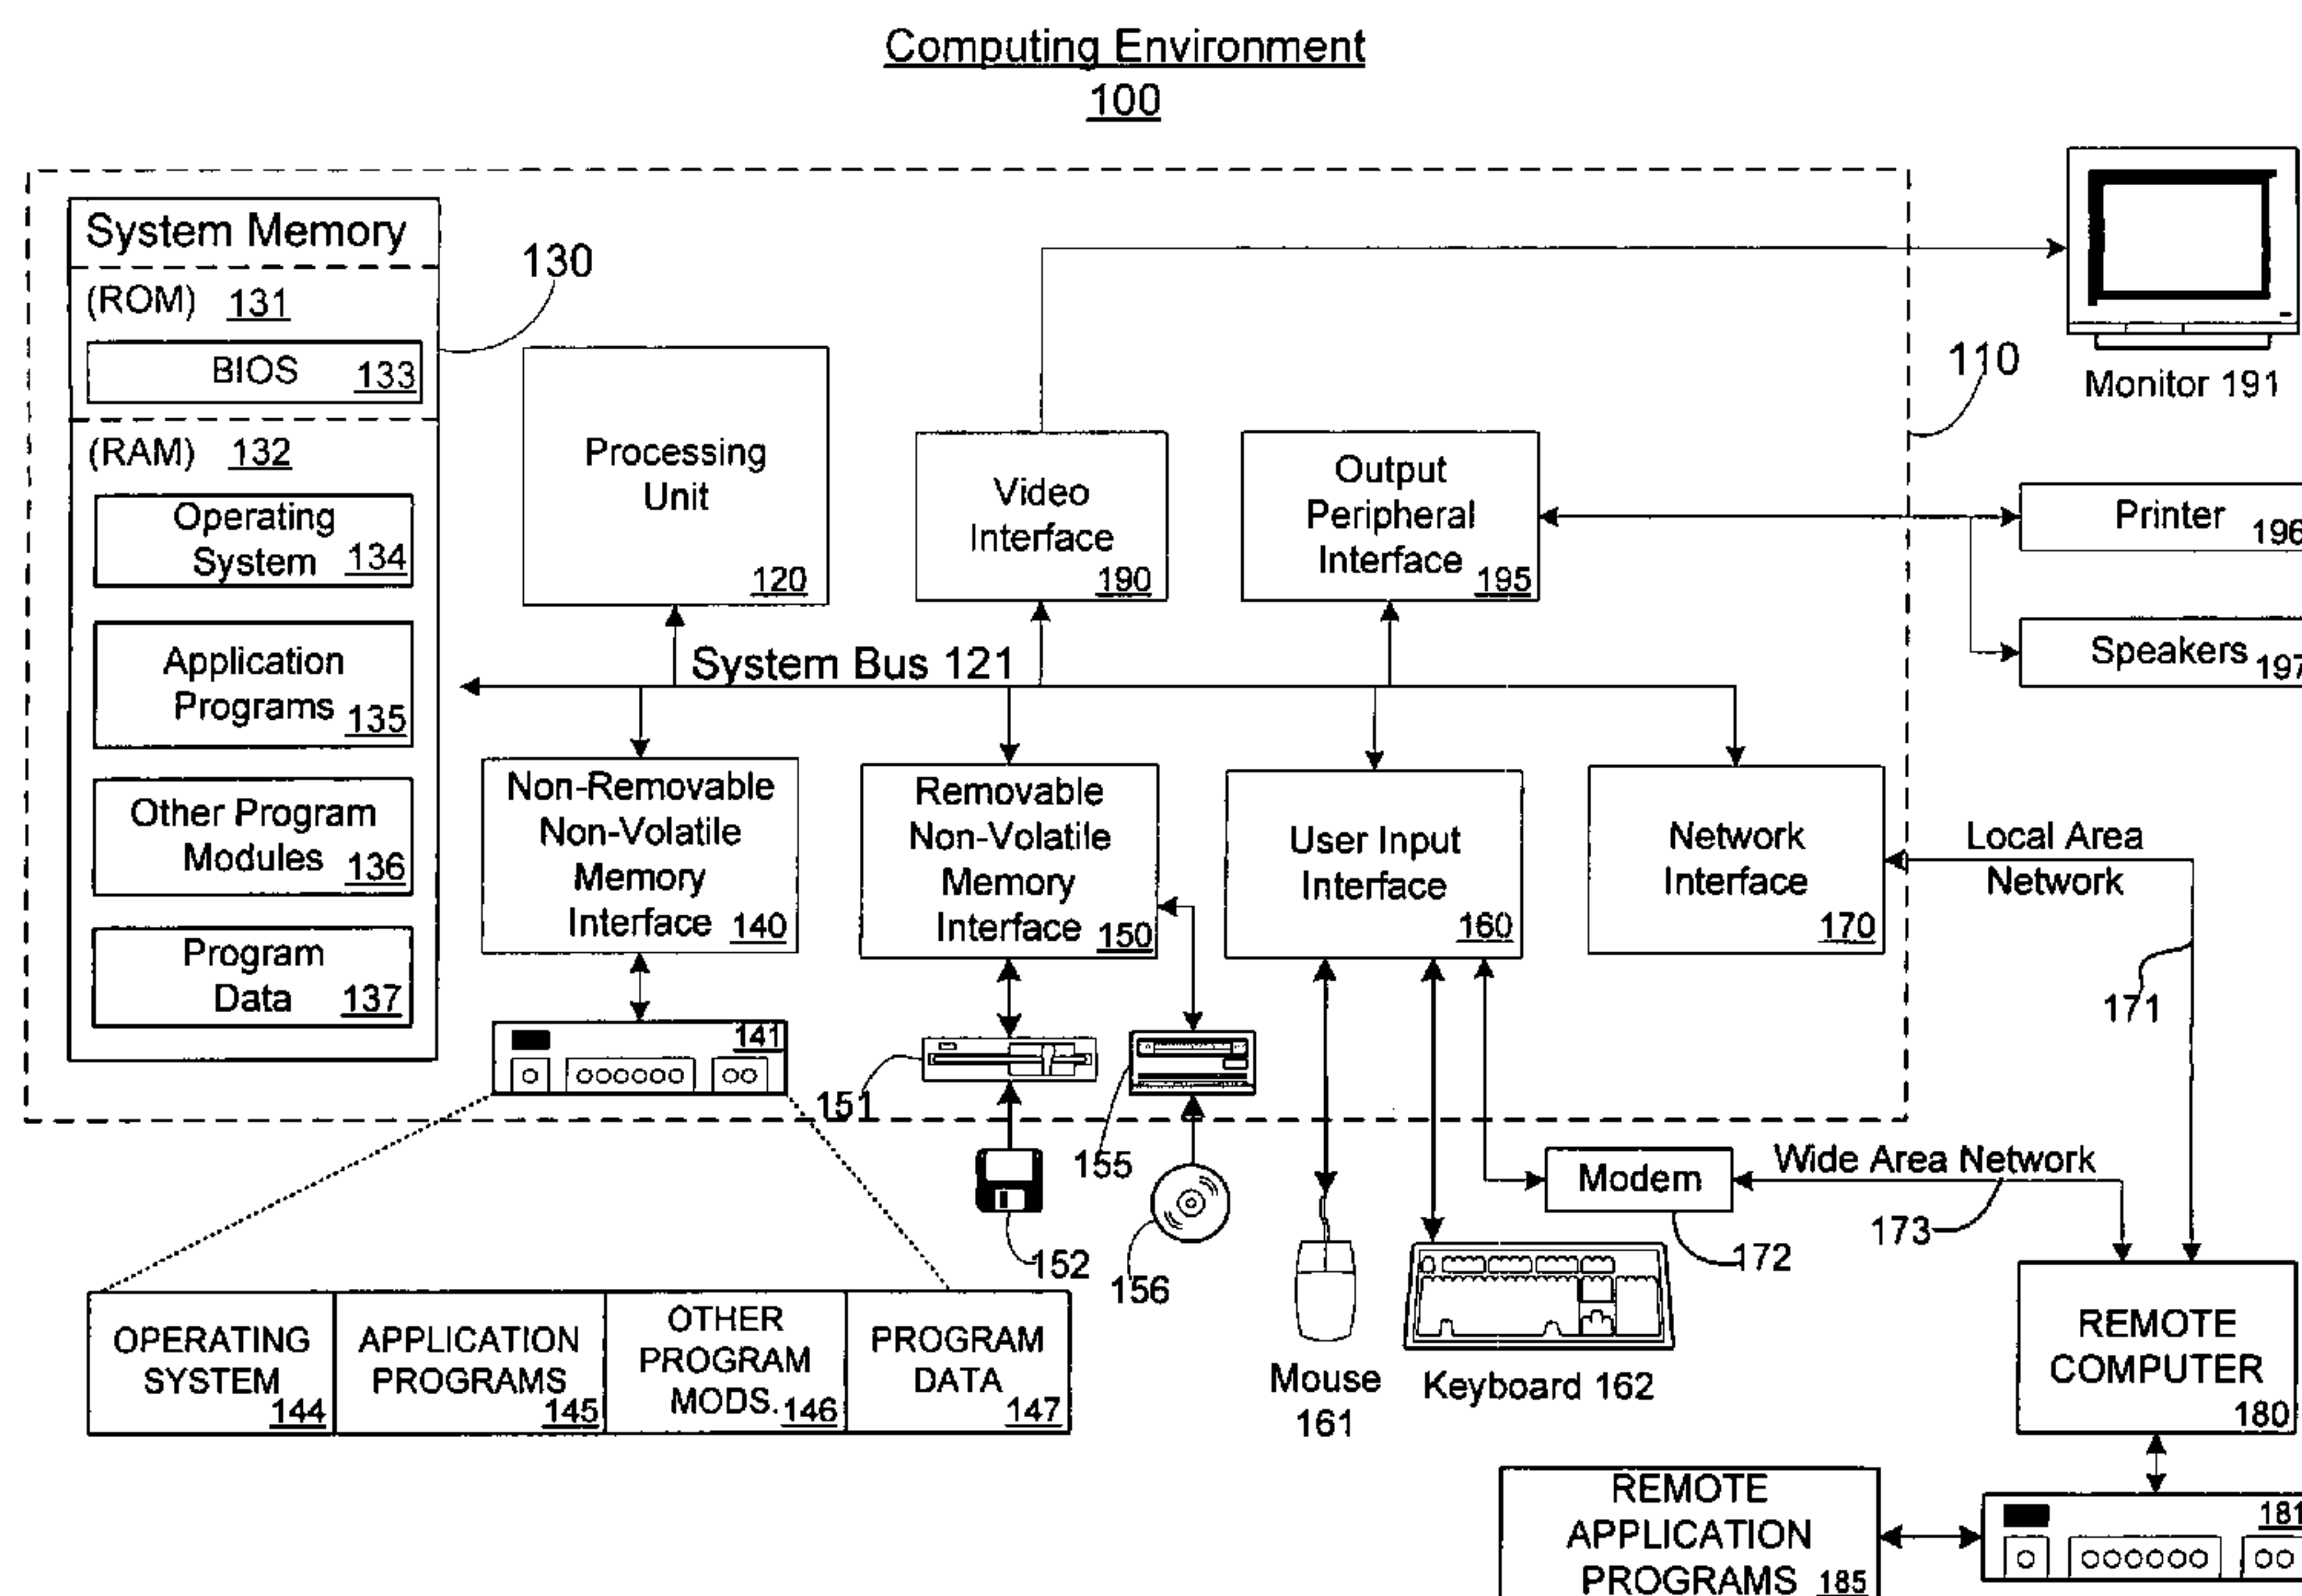 Computing Environment
100
System Memory
(ROM) 131
BIOS 133
(RAM) 132
Operating
System 134
Application
Programs 135
Other Program
Modules 136
Program
Data 137
130
Processing
Unit
120
Video
Interface
190
Output
Peripheral
Interface 195
110
Monitor 191
Printer 196
Speakers 197
System Bus 121
Non-Removable
Non-Volatile
Memory
Interface 140
Removable
Non-Volatile
Memory
Interface 150
User Input
Interface
160
Network
Interface
170
Local Area
Network
171
141
151
155
152
156
Modem
172
Wide Area Network
173
OPERATING
SYSTEM 144
APPLICATION
PROGRAMS
145
OTHER
PROGRAM
MODS. 146
PROGRAM
DATA
147
Mouse
161
Keyboard 162
REMOTE
COMPUTER
180
REMOTE
APPLICATION
PROGRAMS 185
181